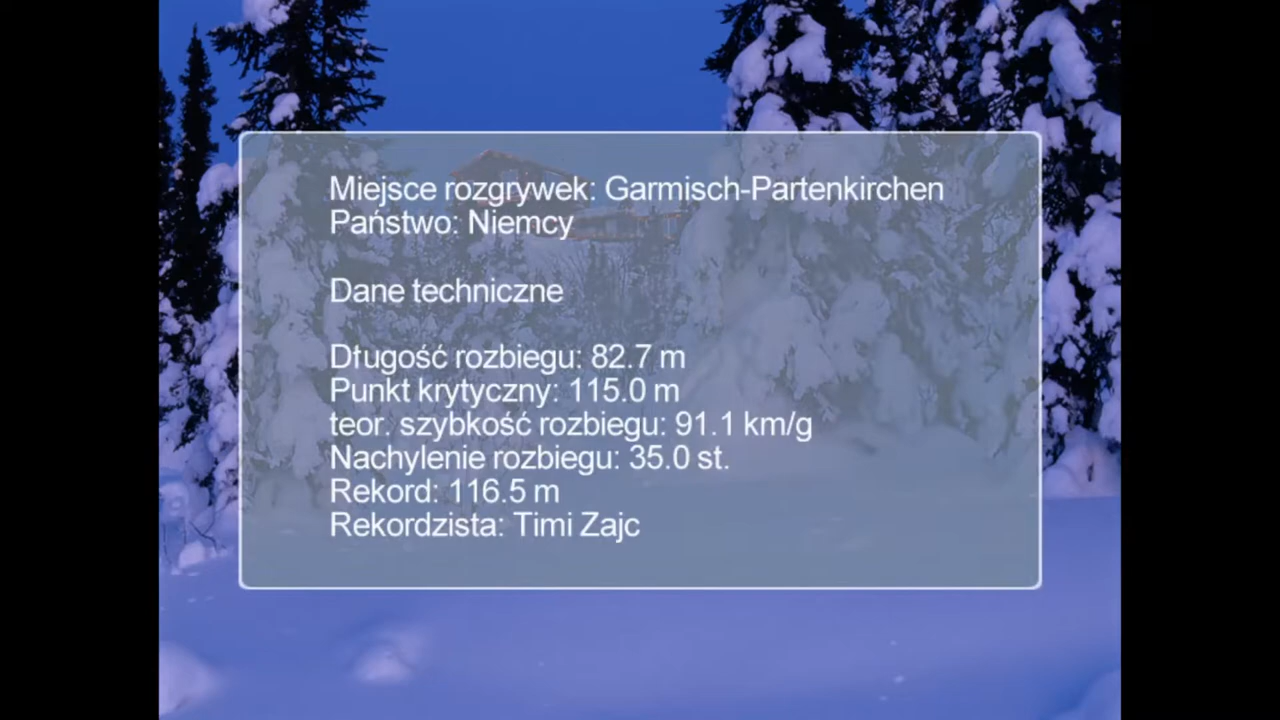 Miejsce rozgrywek: Garmisch-Partenkirchen
Państwo: Niemcy
Dane techniczne
Długość rozbiegu: 82.7 m
Punkt krytyczny: 115.0 m
teor. szybkość rozbiegu: 91.1 km/g
Nachylenie rozbiegu: 35.0 st.
Rekord: 116.5 m
Rekordzista: Timi Zajc